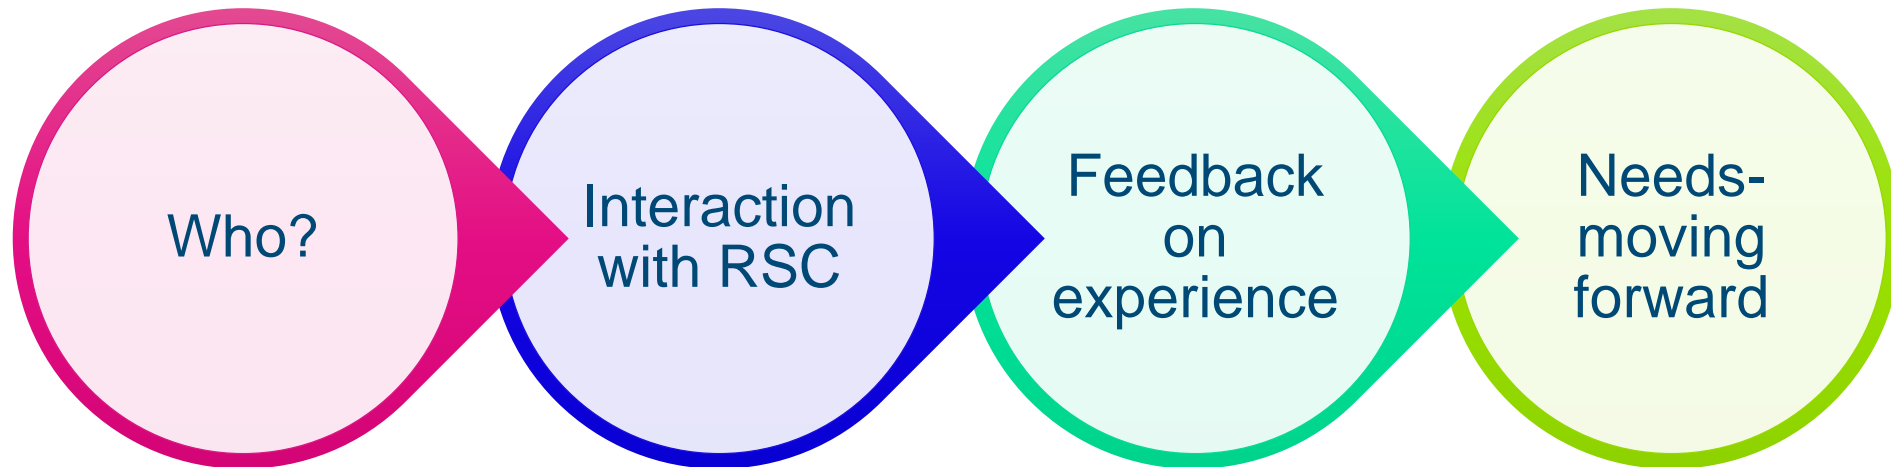 Who?
Interaction
with RSC
Feedback
on
experience
Needs-
moving
forward